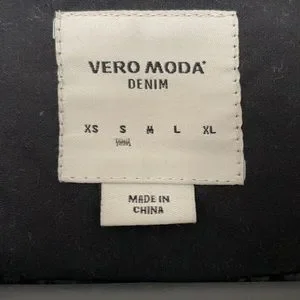 VERO MODA®
DENIM
XS S M L XL
MADE IN
CHINA